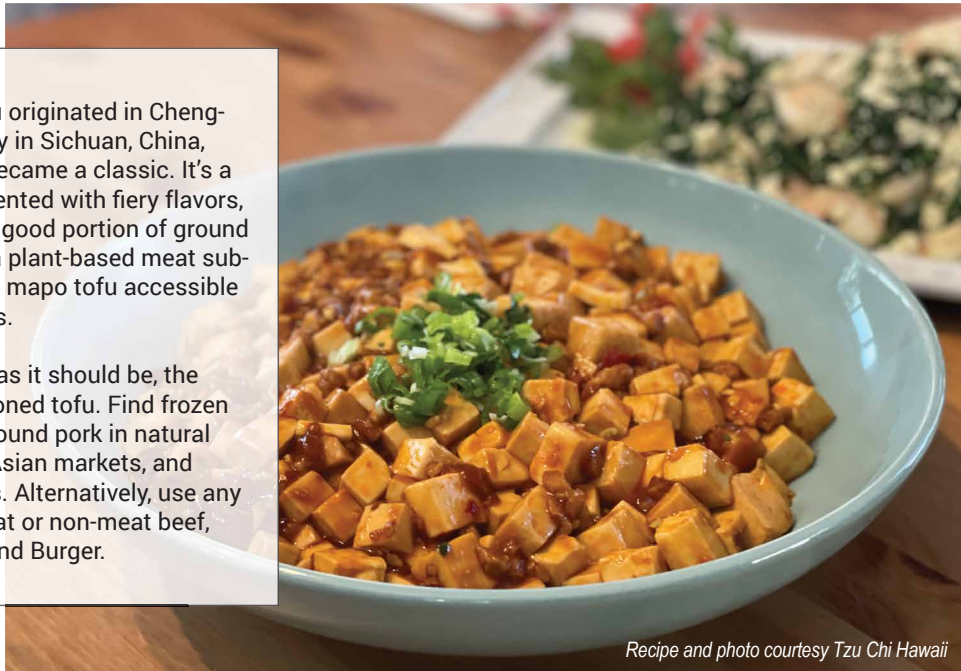 originated in Cheng-
in Sichuan, China,
ecame a classic. It's a
ented with fiery flavors,
good portion of ground
plant-based meat sub-
mapo tofu accessible
s.
as it should be, the
oned tofu. Find frozen
ound pork in natural
Asian markets, and
s. Alternatively, use any
at or non-meat beef,
nd Burger.
Recipe and photo courtesy Tzu Chi Hawaii